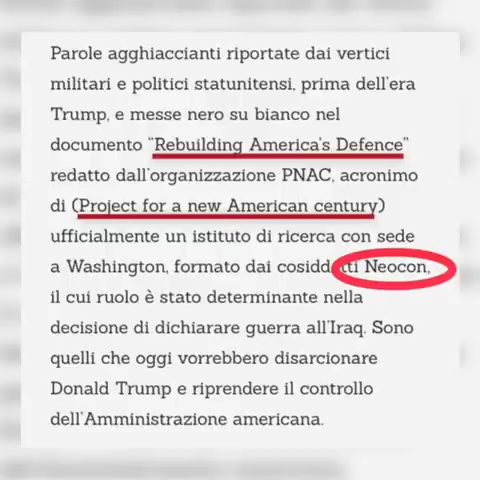 Parole agghiaccianti riportate dai vertici
militari e politici statunitensi, prima dell'era
Trump, e messe nero su bianco nel
documento "Rebuilding America's Defence"
redatto dall'organizzazione PNAC, acronimo
di (Project for a new American century)
ufficialmente un istituto di ricerca con sede
a Washington, formato dai cosiddetti Neocon,
il cui ruolo è stato determinante nella
decisione di dichiarare guerra all'Iraq. Sono
quelli che oggi vorrebbero disarcionare
Donald Trump e riprendere il controllo
dell'Amministrazione americana.